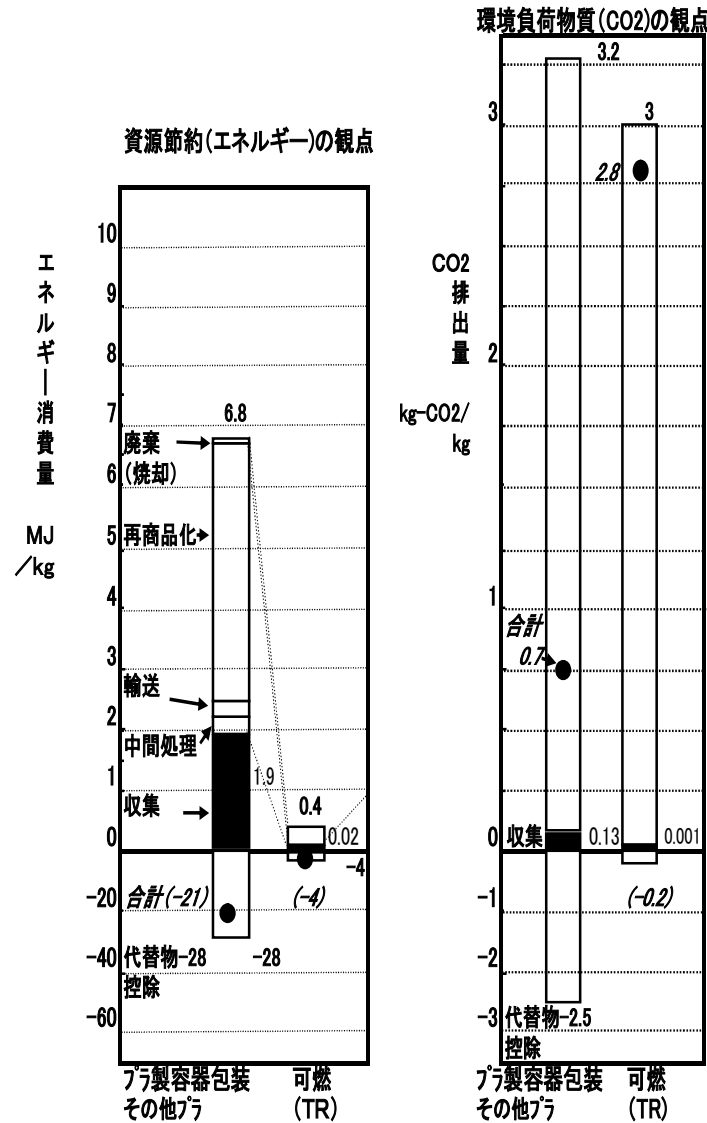 資源節約(エネルギー)の観点
エネルギー消費量
MJ
/kg
10
9
8
7
6
5
4
3
2
1
0
-20
-40
-60
6.8
廃棄
(焼却)
再商品化
輸送
中間処理
収集
1.9
0.4
0.02
-4
合計(-21)
(-4)
代替物-28
-28
控除
プラ製容器包装
その他プラ
可燃
(TR)
環境負荷物質(CO2)の観点
CO2
排出量
kg-CO2/
kg
3
2
1
0
-1
-2
-3
3.2
3
2.8
合計
0.7
収集
0.13
0.001
(-0.2)
代替物-2.5
控除
プラ製容器包装
その他プラ
可燃
(TR)